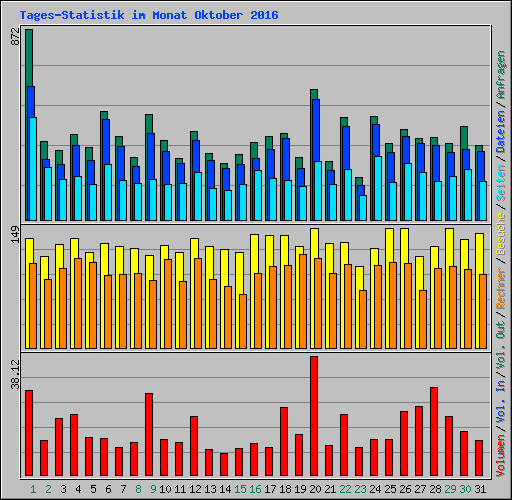 Tages-Statistik im Monat Oktober 2016
872
149
38.12
Volumen / Vol. In / Vol. Out / Rechner / Besuche / Seiten / Dateien / Anfragen
1 2 3 4 5 6 7 8 9 10 11 12 13 14 15 16 17 18 19 20 21 22 23 24 25 26 27 28 29 30 31